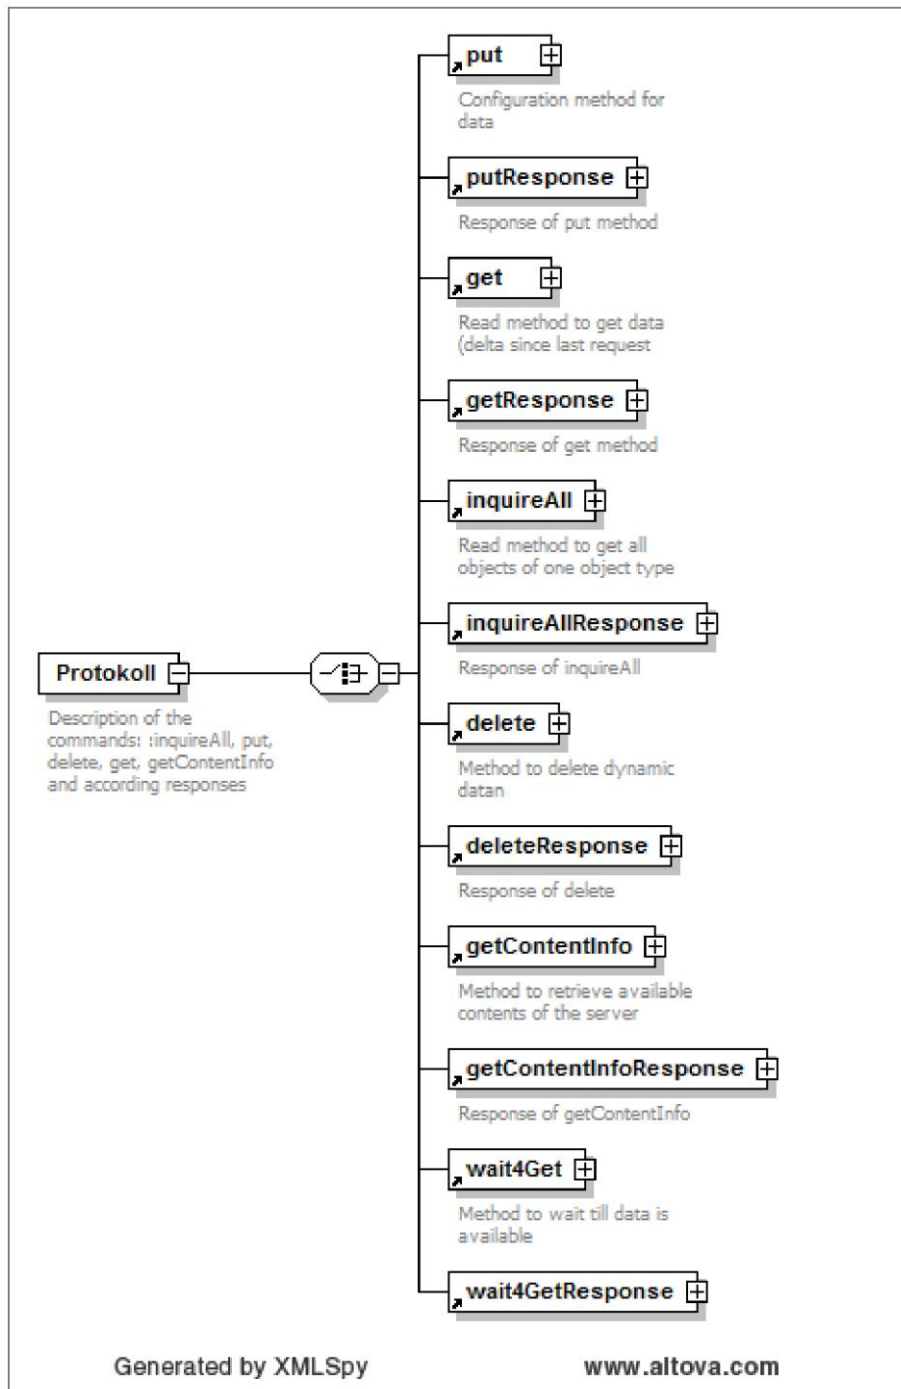 put
Configuration method for
data
putResponse
Response of put method
get
Read method to get data
(delta since last request
getResponse
Response of get method
inquireAll
Read method to get all
objects of one object type
inquireAllResponse
Response of inquireAll
Protokoll
Description of the
commands: :inquireAll, put,
delete, get, getContentInfo
and according responses
delete
Method to delete dynamic
datan
deleteResponse
Response of delete
getContentInfo
Method to retrieve available
contents of the server
getContentInfoResponse
Response of getContentInfo
wait4Get
Method to wait till data is
available
wait4GetResponse
Generated by XMLSpy
www.altova.com